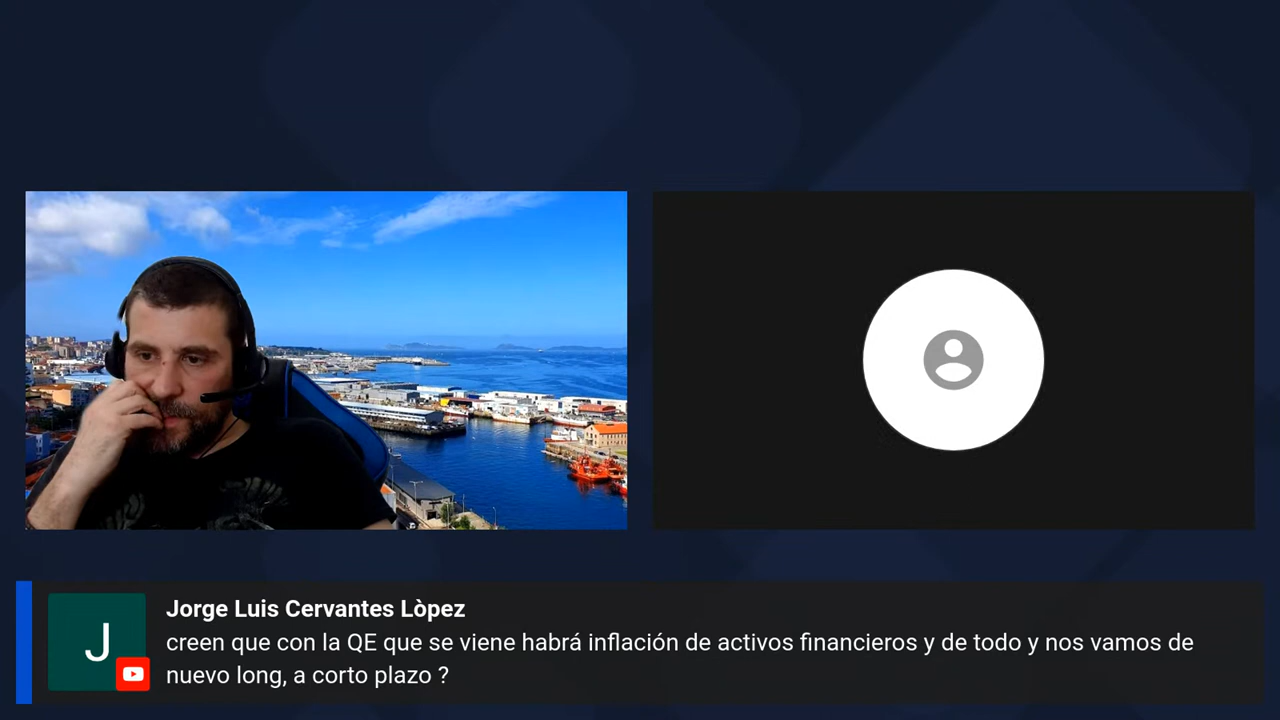 Jorge Luis Cervantes Lòpez
creen que con la QE que se viene habrá inflación de activos financieros y de todo y nos vamos de
nuevo long, a corto plazo ?
J